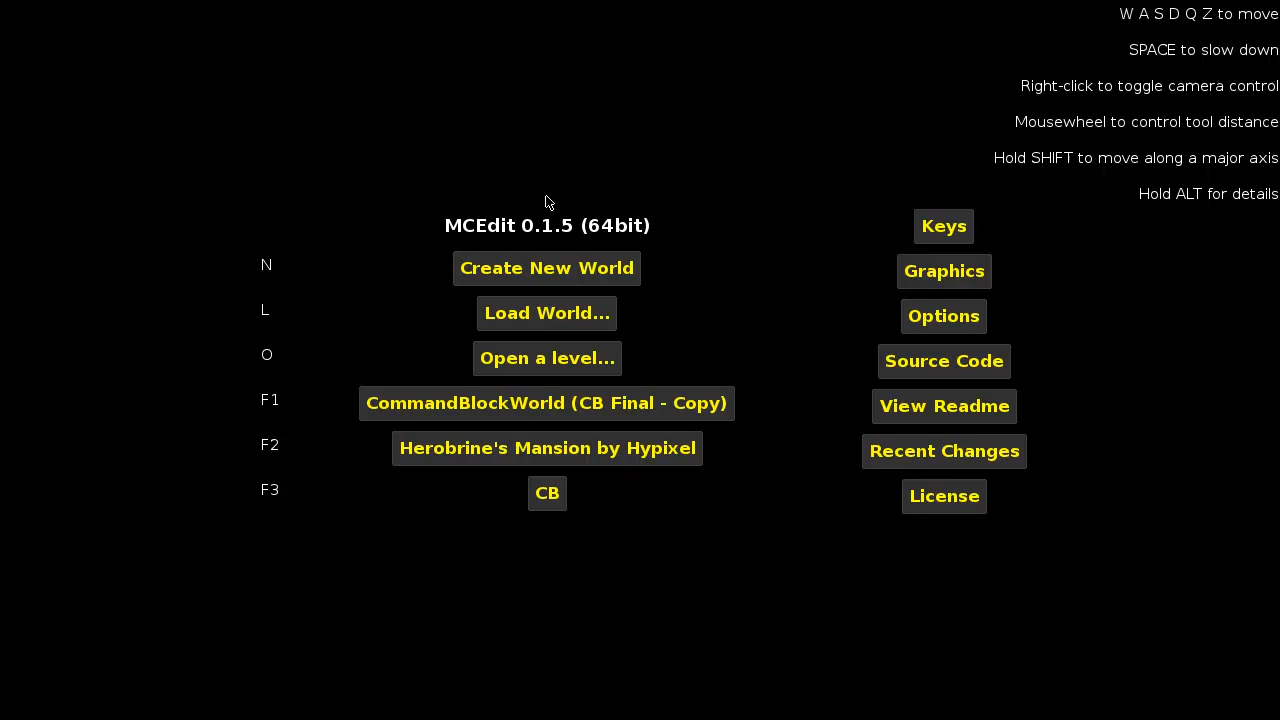 W A S D Q Z to move
SPACE to slow down
Right-click to toggle camera control
Mousewheel to control tool distance
Hold SHIFT to move along a major axis
Hold ALT for details
MCEdit 0.1.5 (64bit)
N Create New World
L Load World...
O Open a level...
F1 CommandBlockWorld (CB Final - Copy)
F2 Herobrine's Mansion by Hypixel
F3 CB
Keys
Graphics
Options
Source Code
View Readme
Recent Changes
License